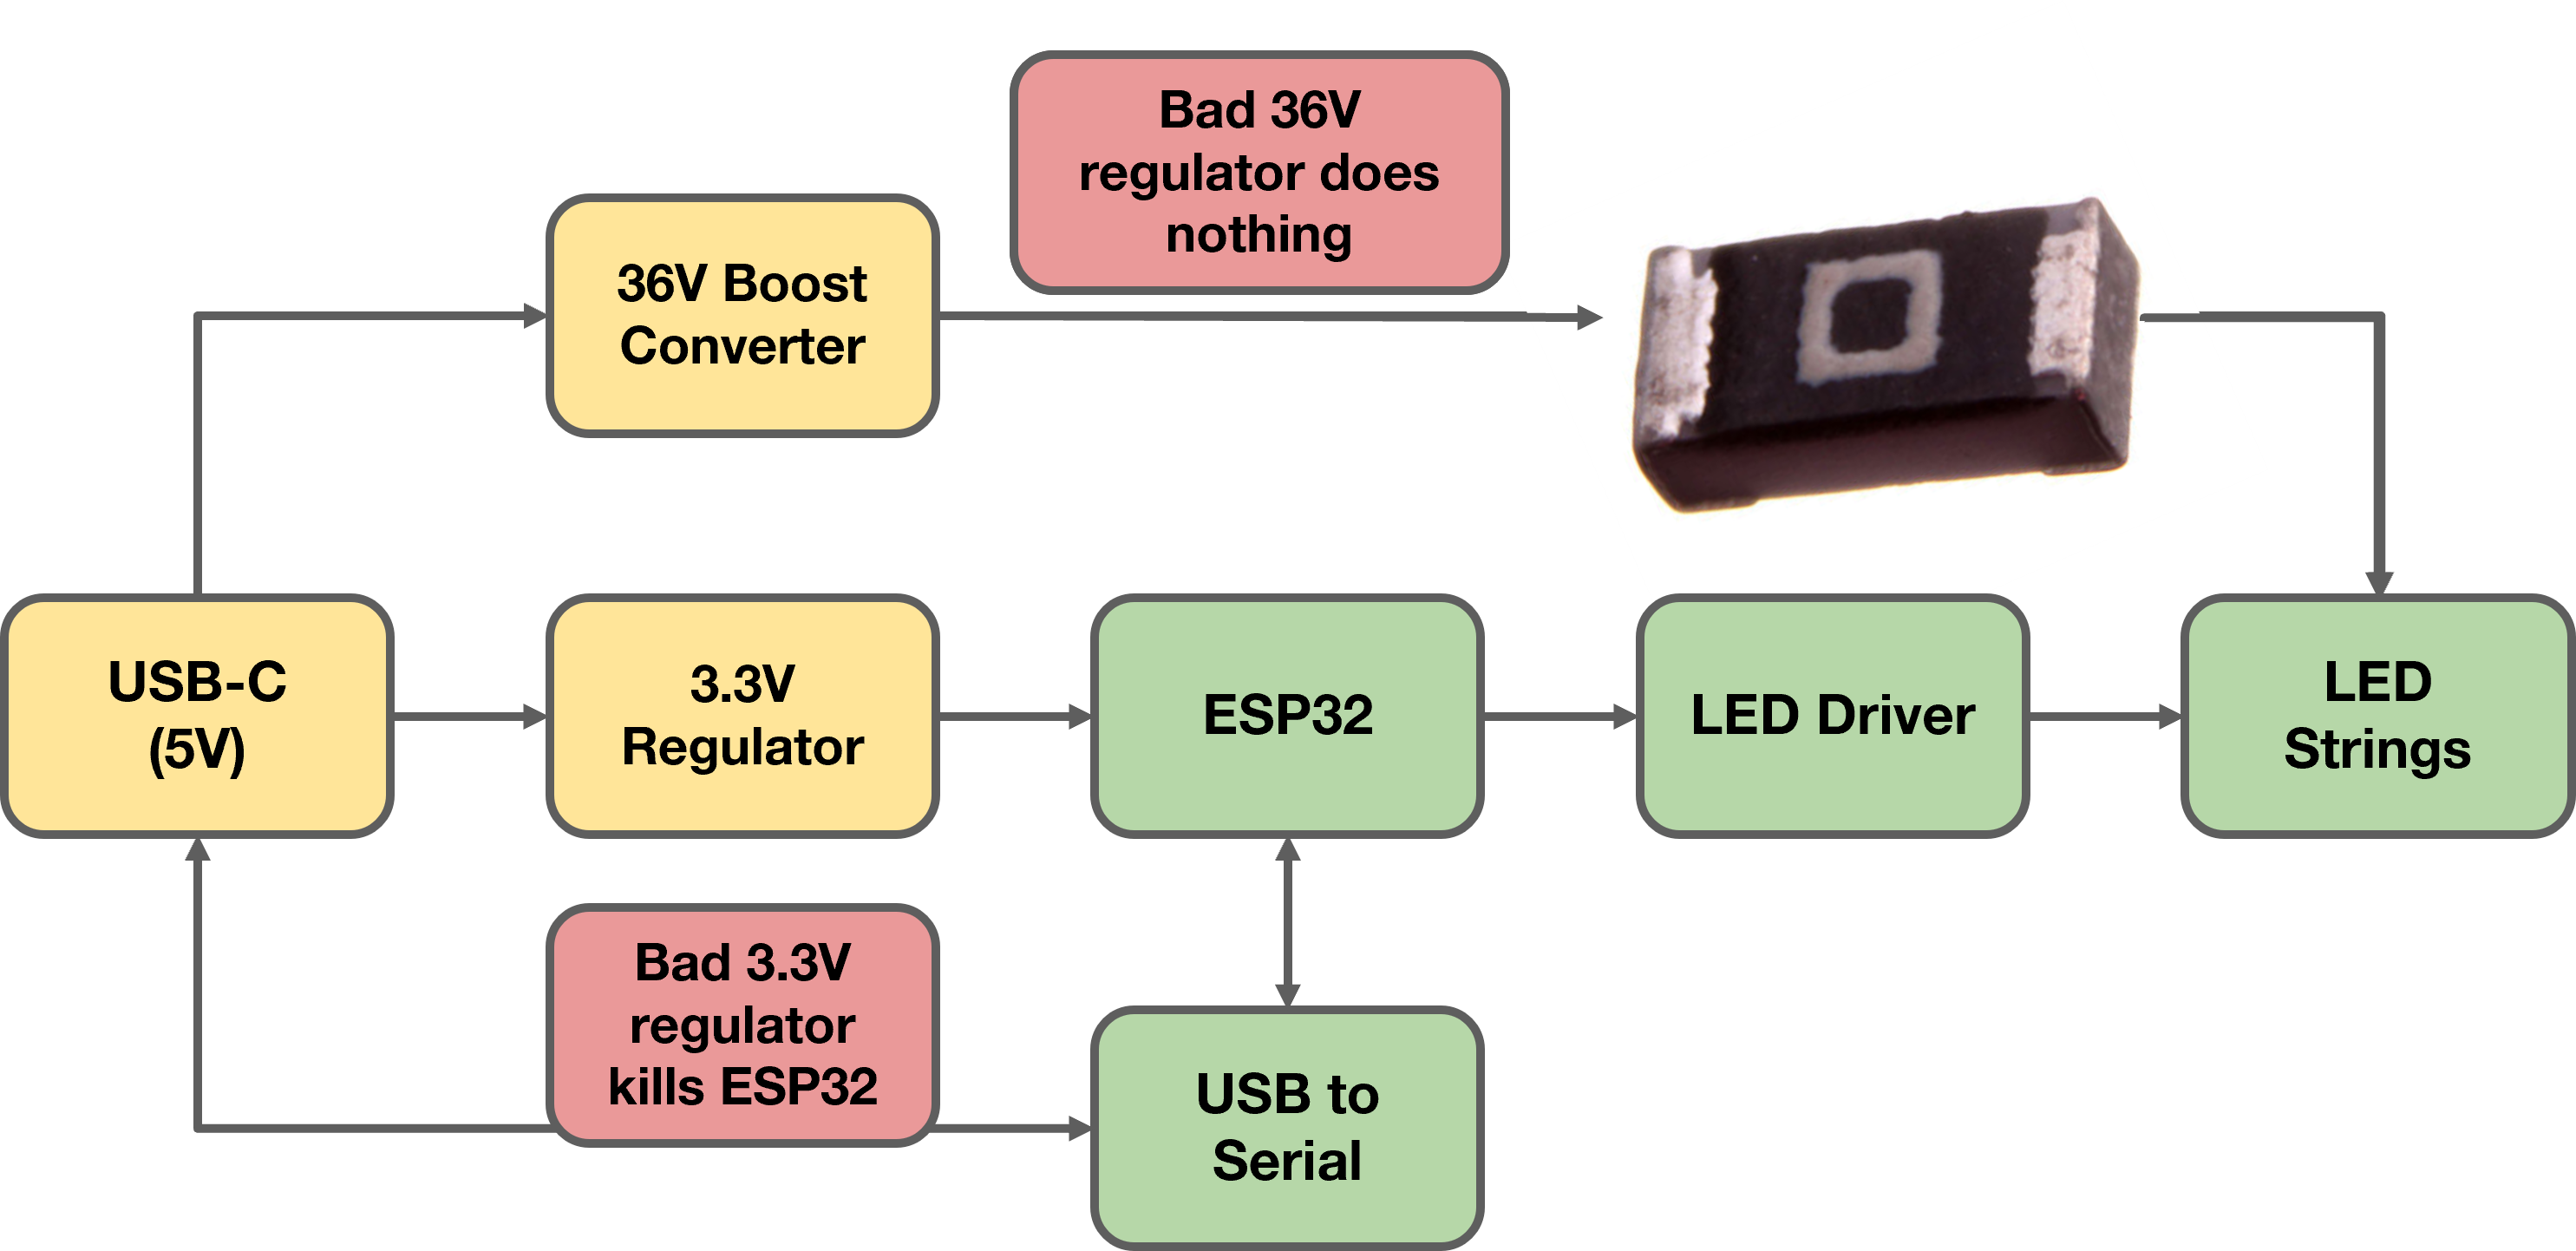 Bad 36V
regulator does
nothing
36V Boost
Converter
0
USB-C
(5V)
3.3V
Regulator
ESP32
LED Driver
LED
Strings
Bad 3.3V
regulator
kills ESP32
USB to
Serial